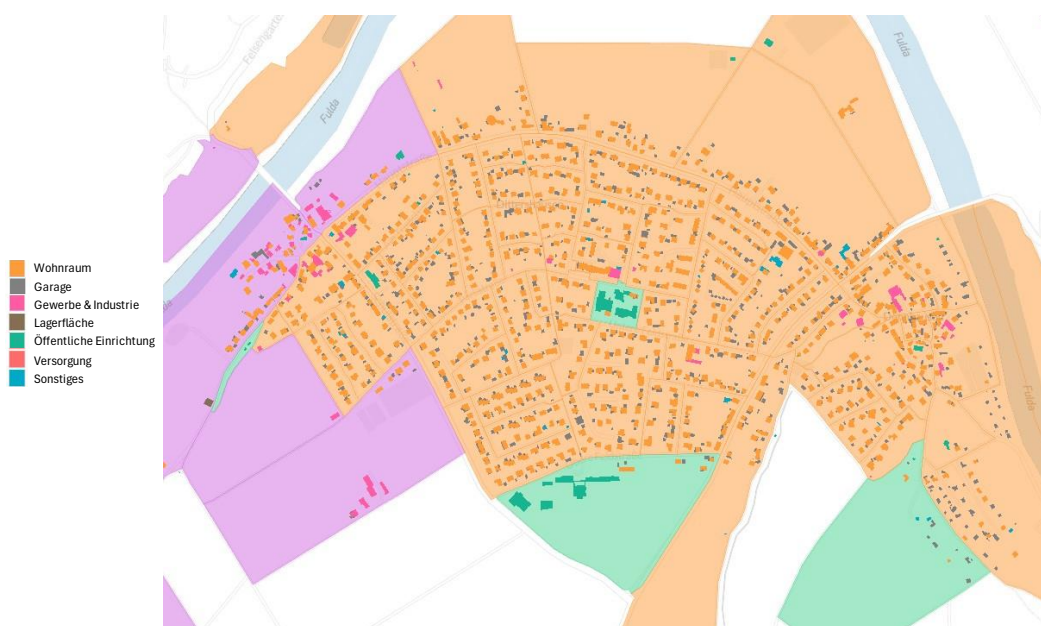 Wohnraum
Garage
Gewerbe & Industrie
Lagerfläche
Öffentliche Einrichtung
Versorgung
Sonstiges
Fulda
Fulda
Fulda